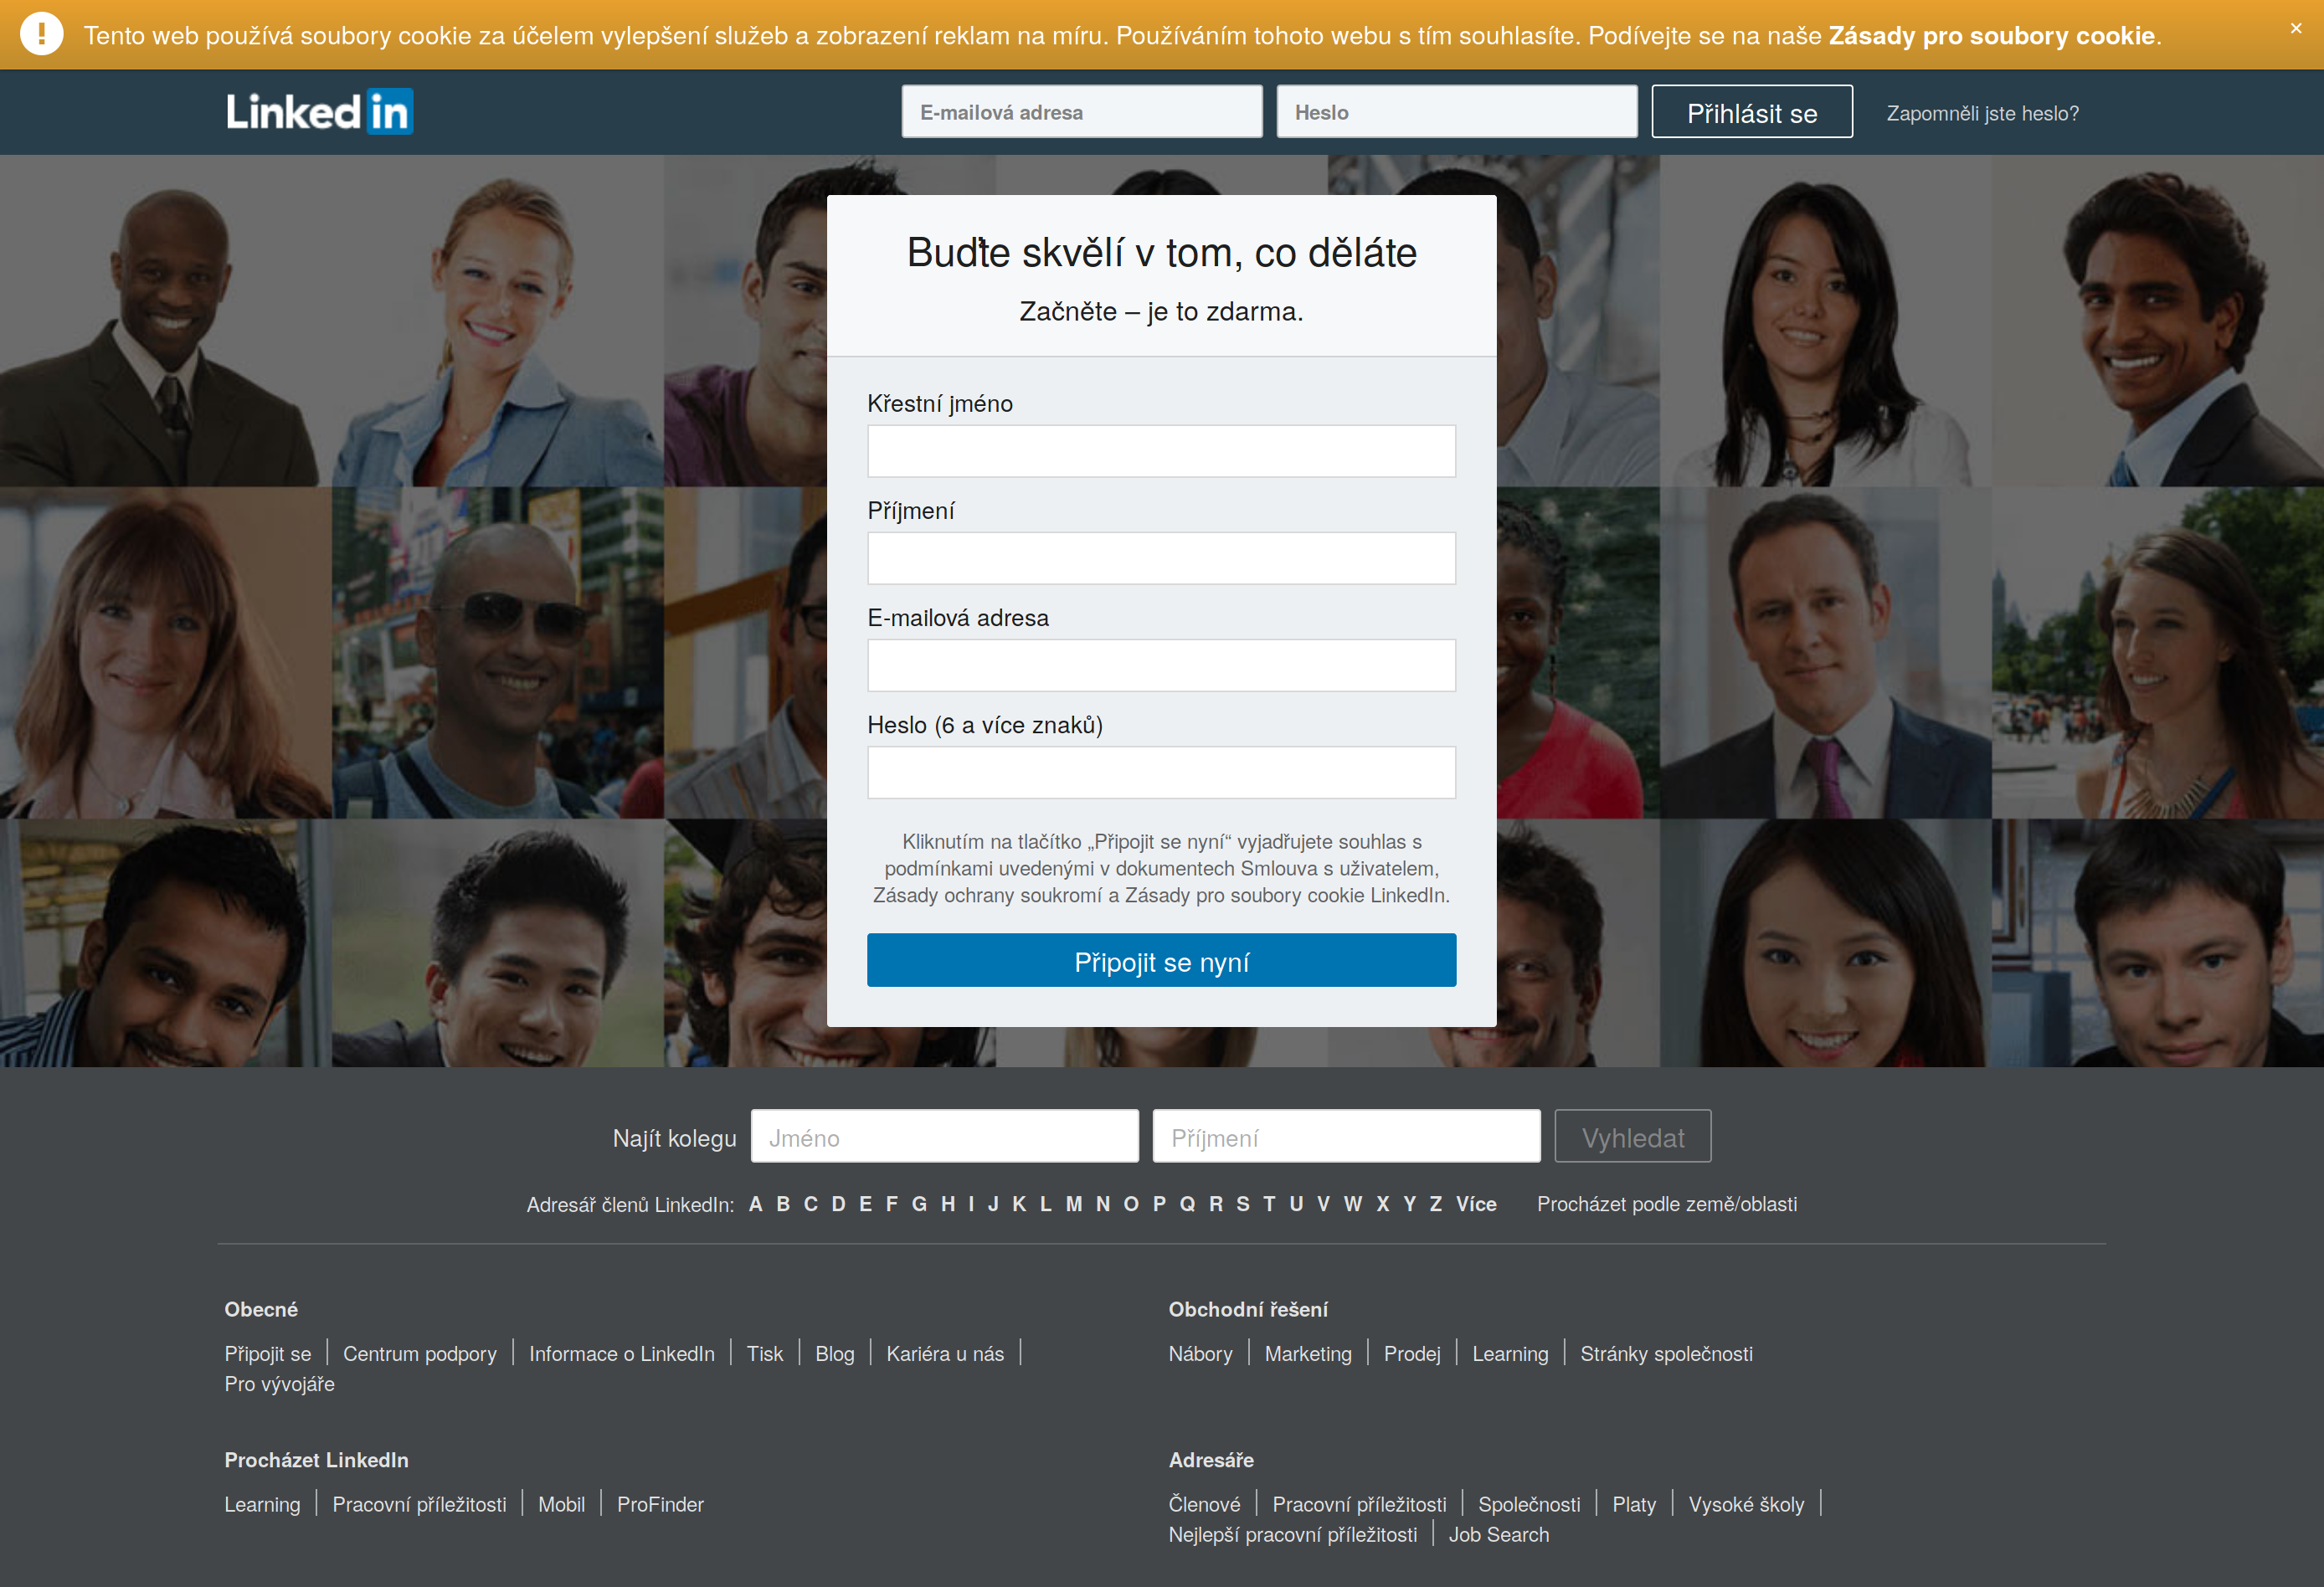 Tento web používá soubory cookie za účelem vylepšení služeb a zobrazení reklam na míru. Používáním tohoto webu s tím souhlasíte. Podívejte se na naše Zásady pro soubory cookie.
×
Linked in
E-mailová adresa
Heslo
Přihlásit se
Zapomněli jste heslo?
Buďte skvělí v tom, co děláte
Začněte – je to zdarma.
Křestní jméno
Příjmení
E-mailová adresa
Heslo (6 a více znaků)
Kliknutím na tlačítko „Připojit se nyní“ vyjadřujete souhlas s
podmínkami uvedenými v dokumentech Smlouva s uživatelem,
Zásady ochrany soukromí a Zásady pro soubory cookie LinkedIn.
Připojit se nyní
Najít kolegu
Jméno
Příjmení
Vyhledat
Adresář členů LinkedIn: A B C D E F G H I J K L M N O P Q R S T U V W X Y Z Více Procházet podle země/oblasti
Obecné
Připojit se | Centrum podpory | Informace o LinkedIn | Tisk | Blog | Kariéra u nás |
Pro vývojáře
Obchodní řešení
Nábory | Marketing | Prodej | Learning | Stránky společnosti
Procházet LinkedIn
Learning | Pracovní příležitosti | Mobil | ProFinder
Adresáře
Členové | Pracovní příležitosti | Společnosti | Platy | Vysoké školy |
Nejlepší pracovní příležitosti | Job Search